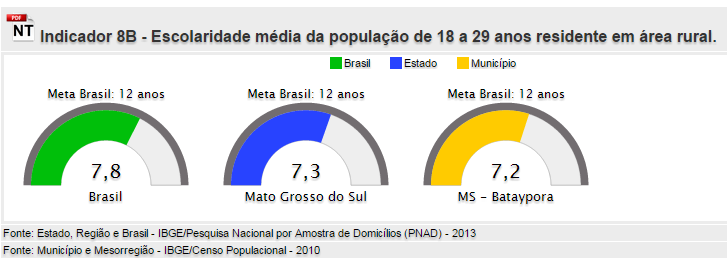 PDF
NT
Indicador 8B - Escolaridade média da população de 18 a 29 anos residente em área rural.
Brasil Estado Município
Meta Brasil: 12 anos Meta Brasil: 12 anos Meta Brasil: 12 anos
7,8 7,3 7,2
Brasil Mato Grosso do Sul MS - Bataypora
Fonte: Estado, Região e Brasil - IBGE/Pesquisa Nacional por Amostra de Domicílios (PNAD) - 2013
Fonte: Município e Mesorregião - IBGE/Censo Populacional - 2010